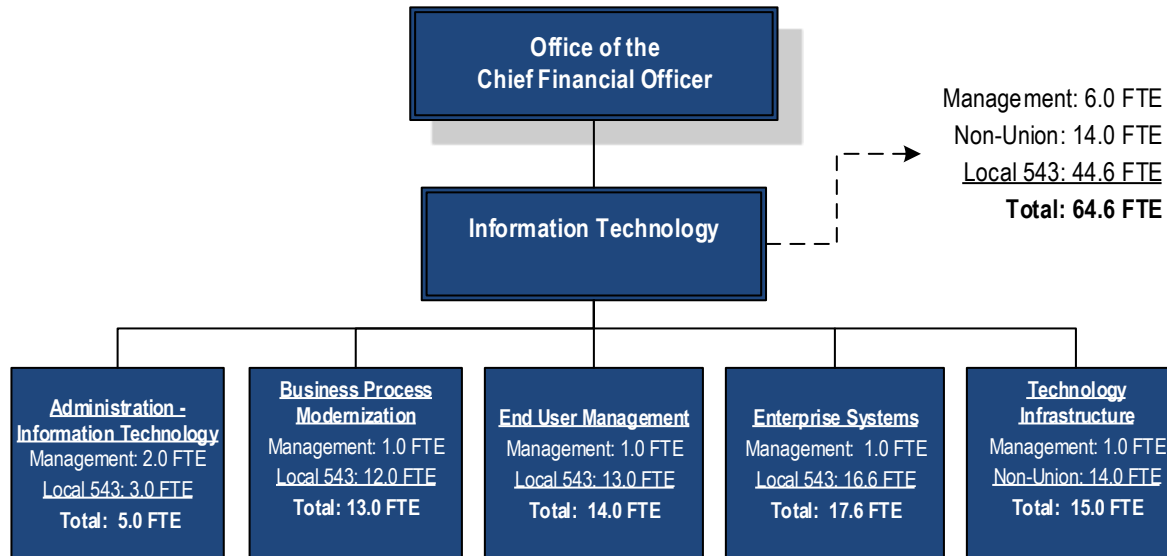 Office of the
Chief Financial Officer
Management: 6.0 FTE
Non-Union: 14.0 FTE
Local 543: 44.6 FTE
Total: 64.6 FTE
Information Technology
Administration -
Information Technology
Management: 2.0 FTE
Local 543: 3.0 FTE
Total: 5.0 FTE
Business Process
Modernization
Management: 1.0 FTE
Local 543: 12.0 FTE
Total: 13.0 FTE
End User Management
Management: 1.0 FTE
Local 543: 13.0 FTE
Total: 14.0 FTE
Enterprise Systems
Management: 1.0 FTE
Local 543: 16.6 FTE
Total: 17.6 FTE
Technology
Infrastructure
Management: 1.0 FTE
Non-Union: 14.0 FTE
Total: 15.0 FTE